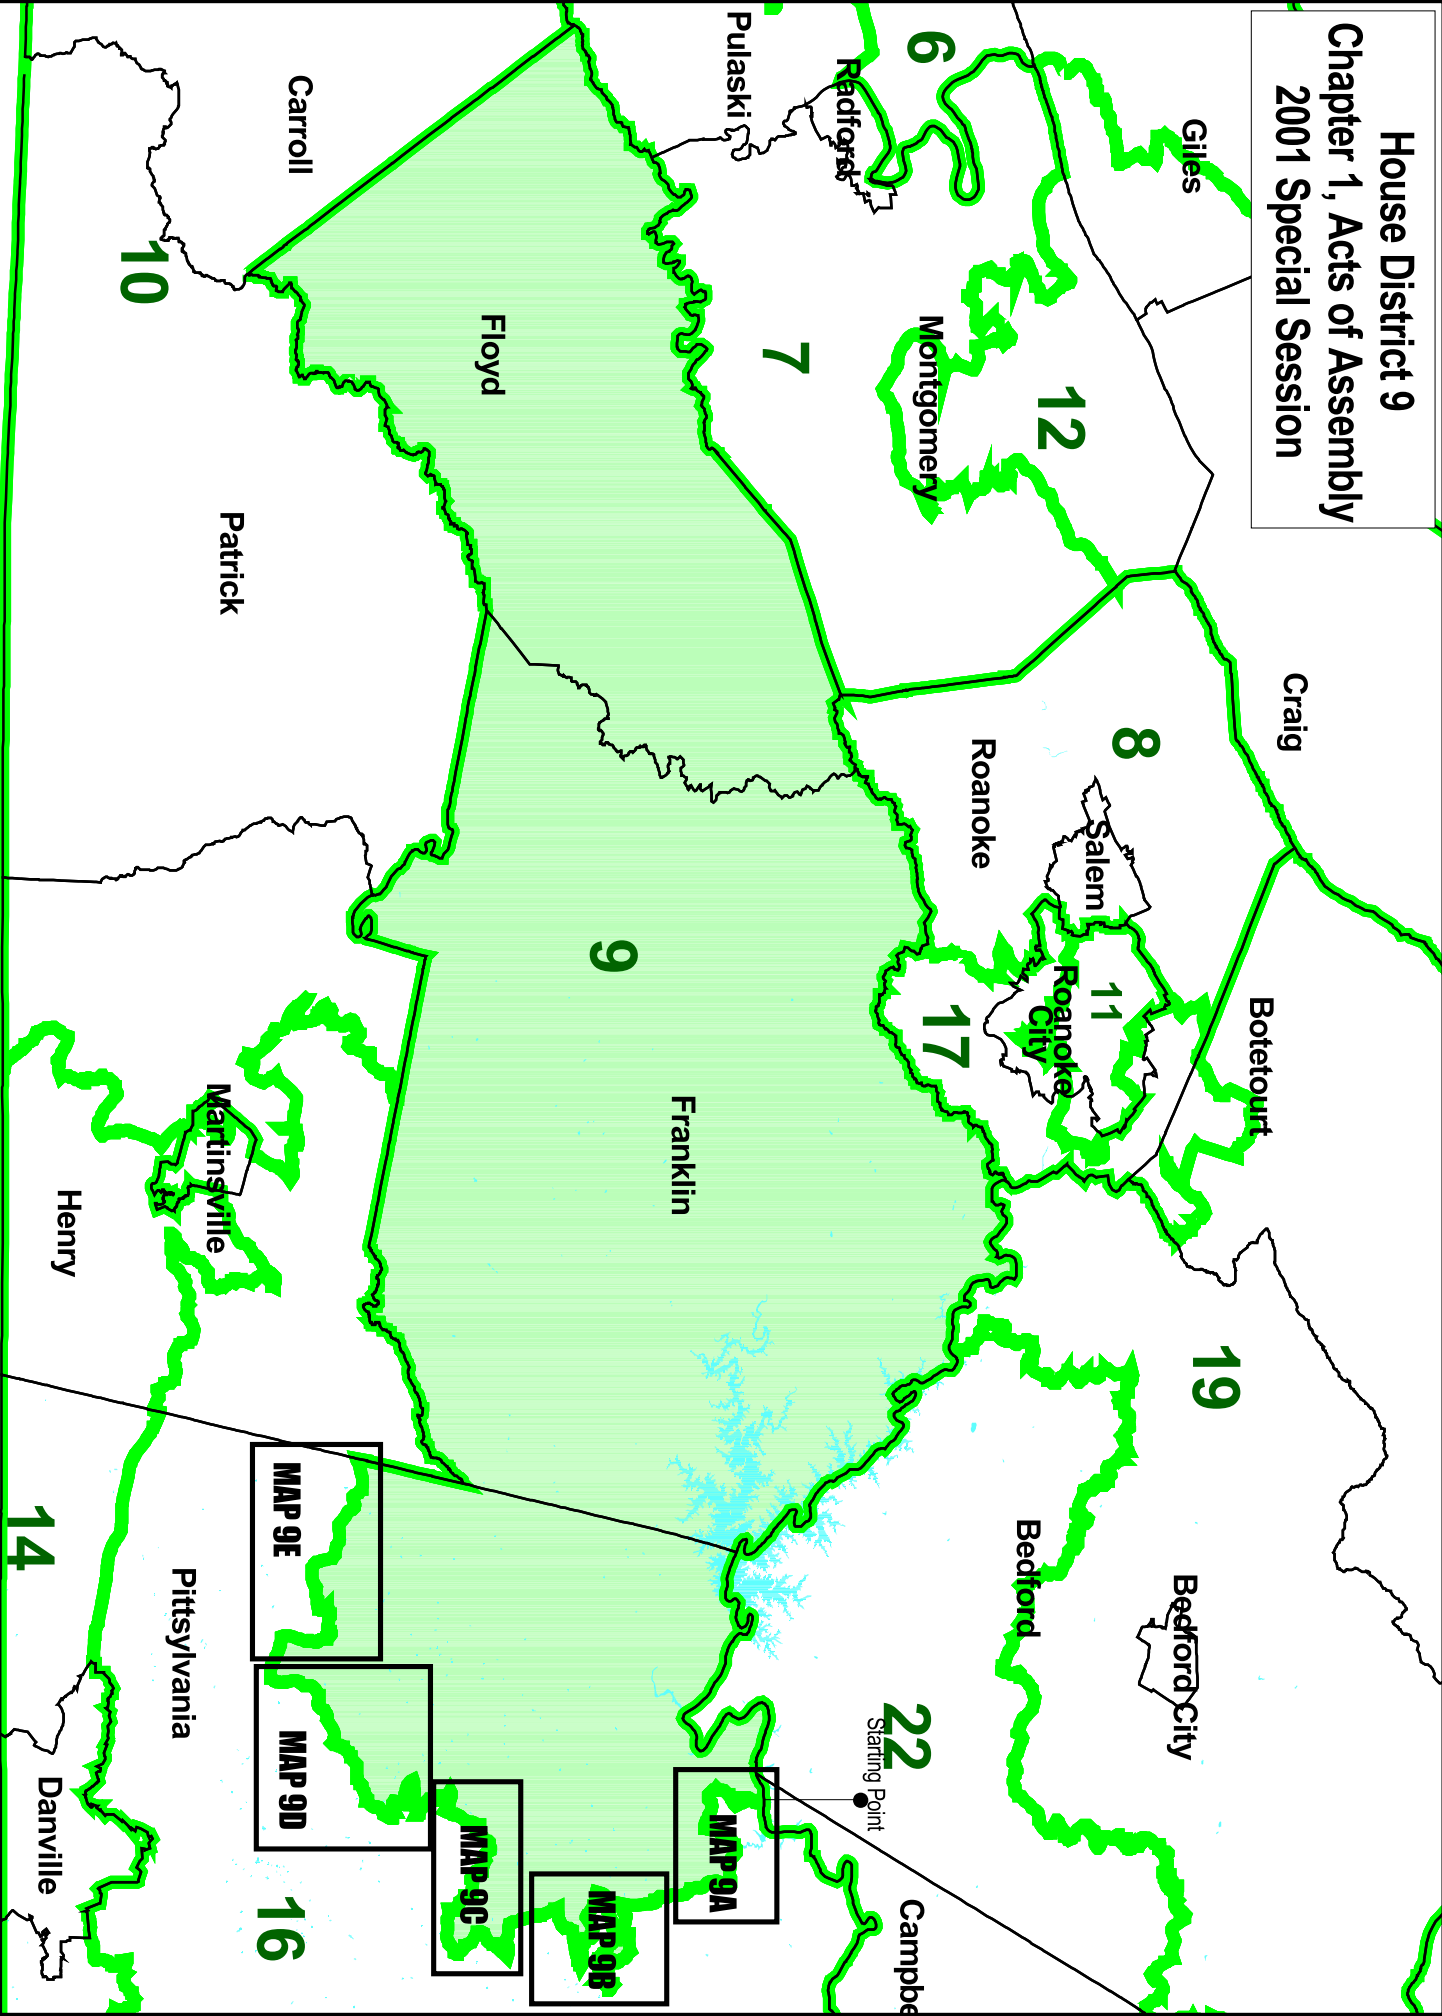 House District 9
Chapter 1, Acts of Assembly
2001 Special Session
Giles
Craig
Botetourt
6
Pulaski
Radford
12
Montgomery
7
8
Salem
Roanoke
11
Roanoke
City
17
19
Bedford
Bedford City
22
Starting Point
Campbe
Carroll
10
Floyd
Patrick
9
Franklin
Martinsville
Henry
14
Pittsylvania
Danville
16
MAP 9A
MAP 9B
MAP 9C
MAP 9D
MAP 9E